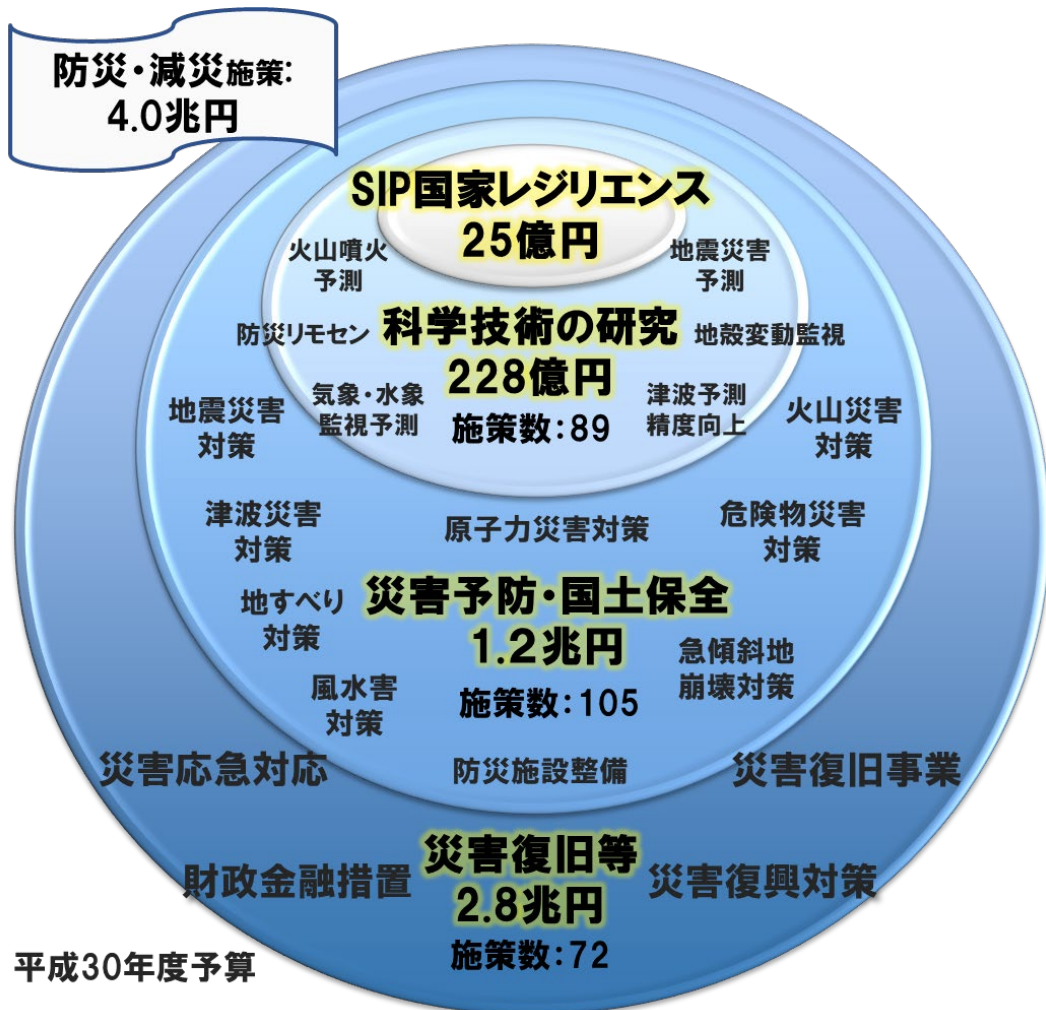 防災・減災施策:
4.0兆円
SIP国家レジリエンス
25億円
火山噴火
予測
地震災害
予測
防災リモセン
科学技術の研究
地殻変動監視
228億円
気象・水象
監視予測
津波予測
精度向上
施策数:89
地震災害
対策
火山災害
対策
津波災害
対策
原子力災害対策
危険物災害
対策
地すべり
対策
災害予防・国土保全
1.2兆円
急傾斜地
崩壊対策
風水害
対策
施策数:105
災害応急対応
防災施設整備
災害復旧事業
災害復旧等
財政金融措置
2.8兆円
災害復興対策
施策数:72
平成30年度予算